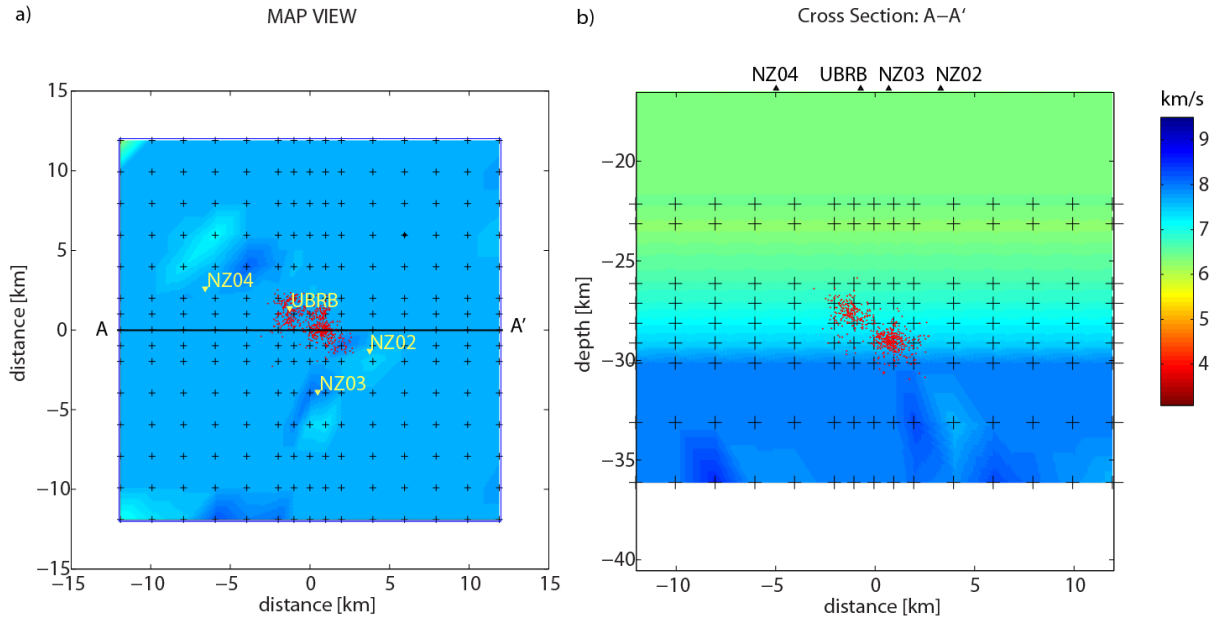 a)
MAP VIEW
15
10
5
0
−5
−10
−15
−15
−10
−5
0
5
10
15
distance [km]
distance [km]
A
A'
NZ04
UBRB
NZ02
NZ03
b)
Cross Section: A−A'
NZ04 UBRB NZ03 NZ02
−20
−25
−30
−35
−40
depth [km]
−10
−5
0
5
10
distance [km]
km/s
9
8
7
6
5
4